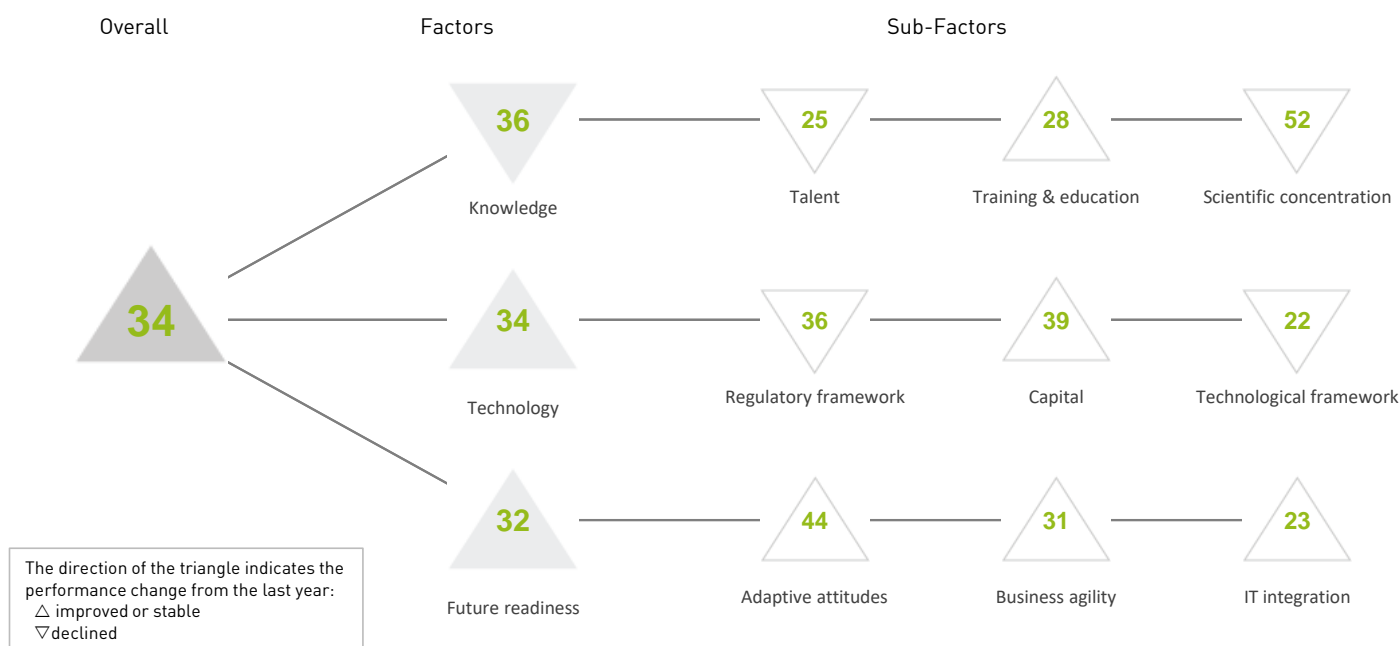 Overall
Factors
Sub-Factors
36
25
28
52
Knowledge
Talent
Training & education
Scientific concentration
34
34
36
39
22
Technology
Regulatory framework
Capital
Technological framework
32
44
31
23
Future readiness
Adaptive attitudes
Business agility
IT integration
The direction of the triangle indicates the
performance change from the last year:
△ improved or stable
▽declined